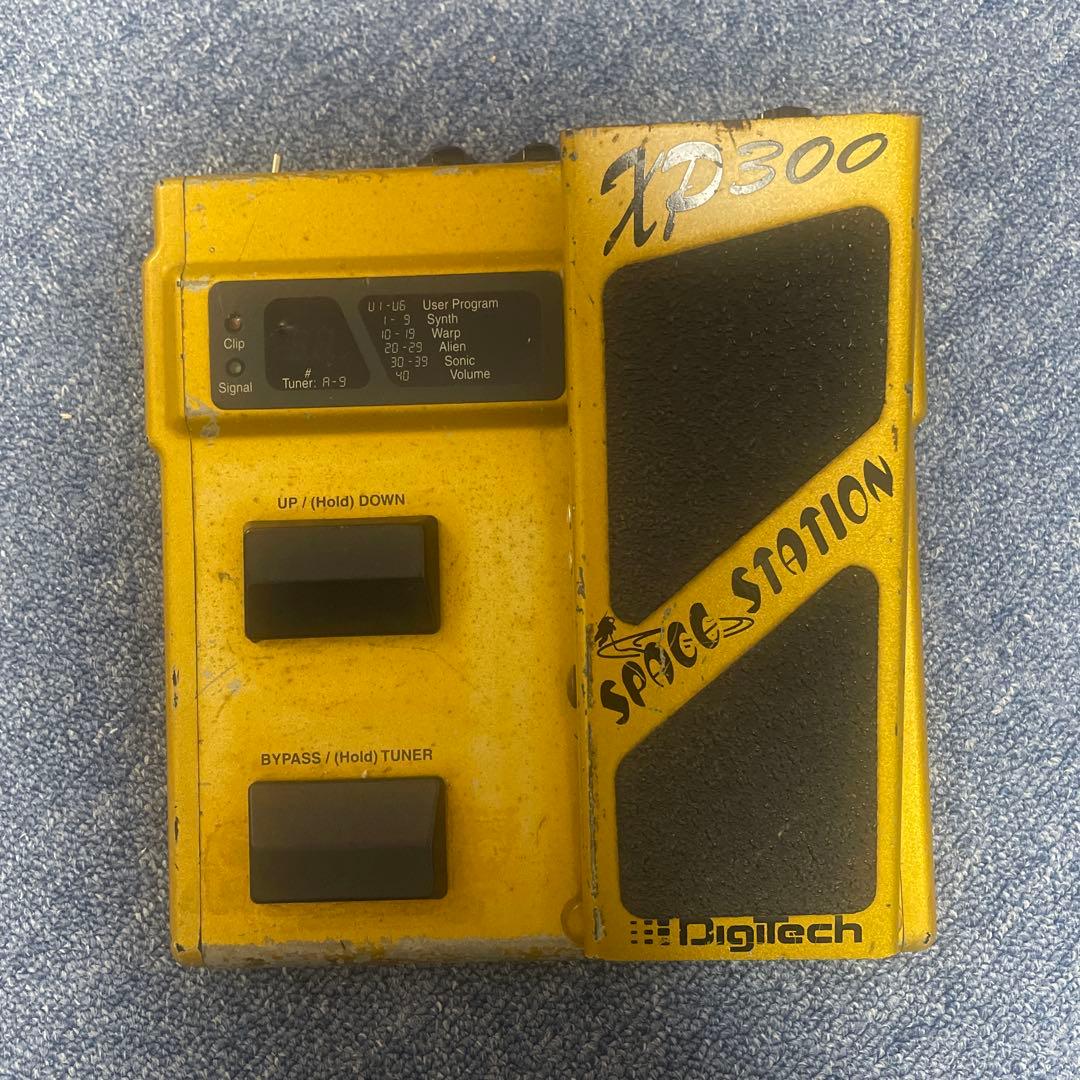 XP300
U1-U6 User Program
1- 9 Synth
10-19 Warp
20-29 Alien
30-39 Sonic
40 Volume
Clip
Signal
#
Tuner: A-9
UP / (Hold) DOWN
SPACE STATION
BYPASS / (Hold) TUNER
DigiTech